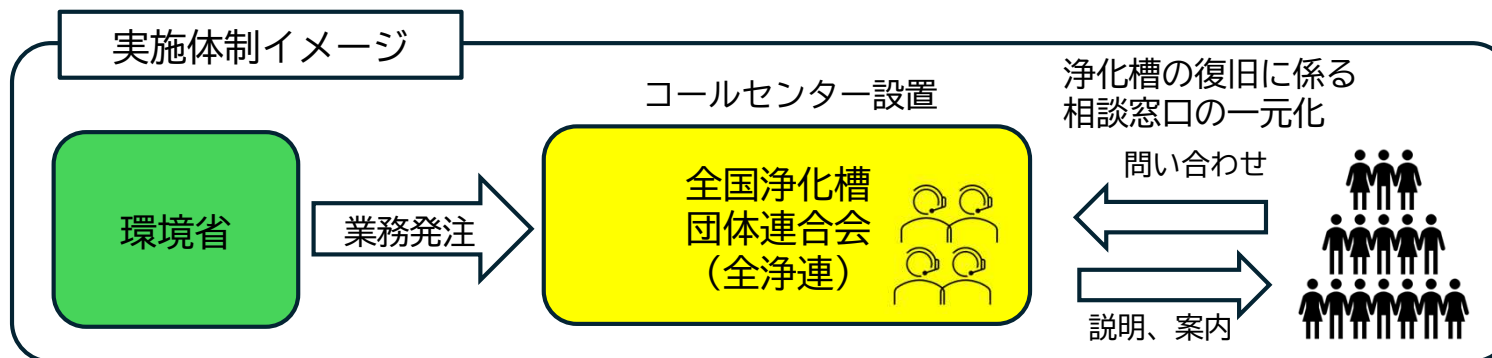 実施体制イメージ
コールセンター設置
浄化槽の復旧に係る
相談窓口の一元化
環境省
業務発注
全国浄化槽
団体連合会
（全浄連）
問い合わせ
説明、案内